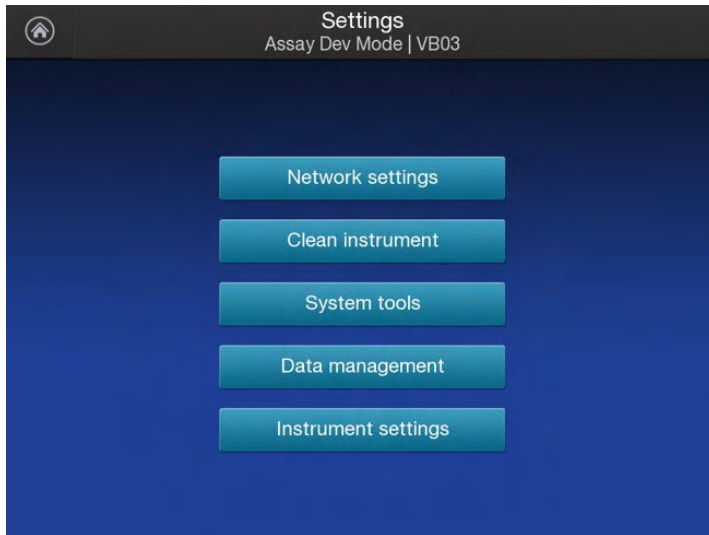 Settings
Assay Dev Mode | VB03
Network settings
Clean instrument
System tools
Data management
Instrument settings